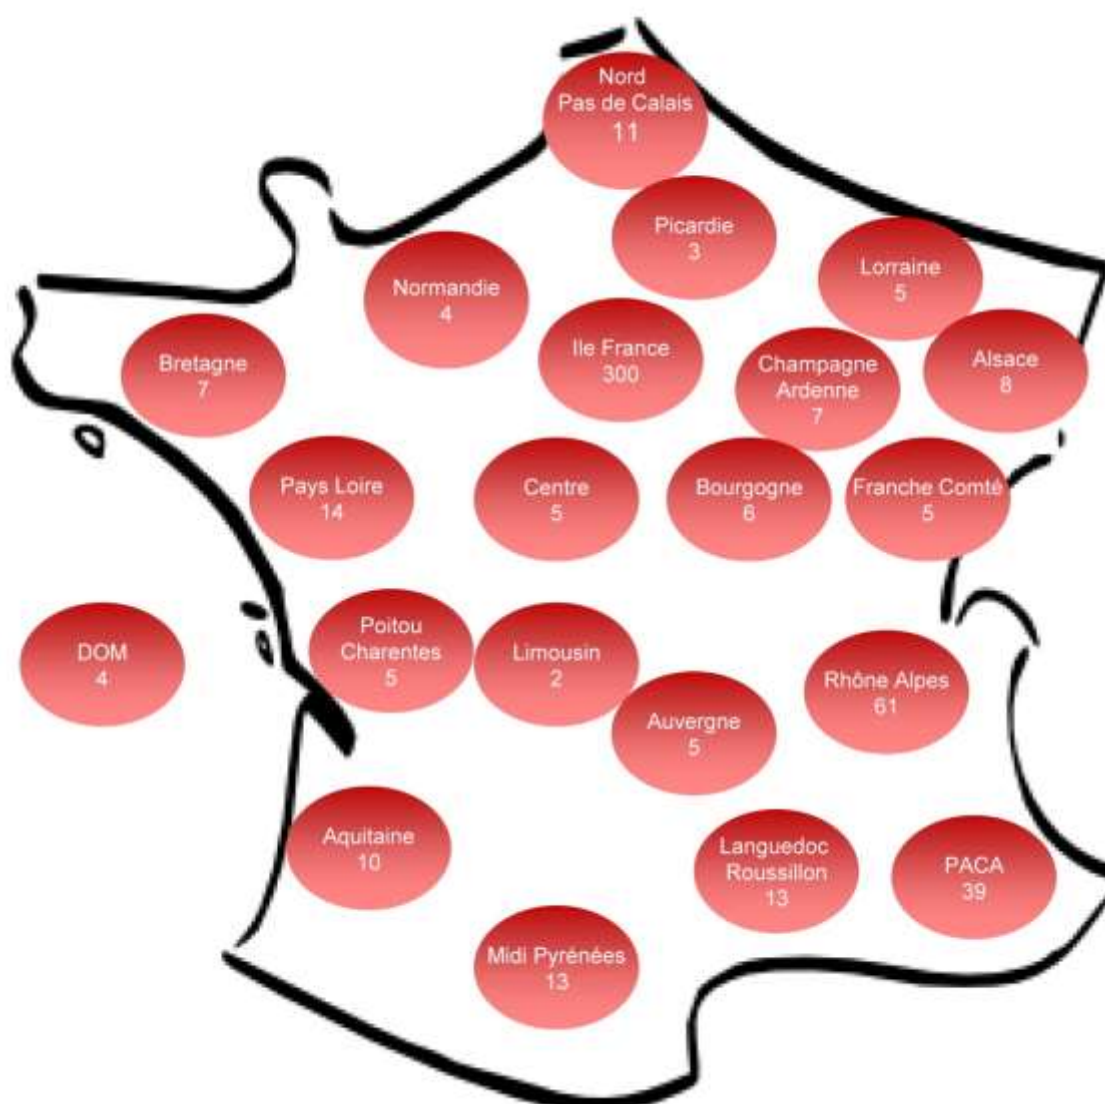 Nord
Pas de Calais
11
Picardie
3
Normandie
4
Lorraine
5
Ile France
300
Champagne
Ardenne
7
Alsace
8
Bretagne
7
Pays Loire
14
Centre
5
Bourgogne
6
Franche Comté
5
DOM
4
Poitou
Charentes
5
Limousin
2
Rhône Alpes
61
Auvergne
5
Aquitaine
10
Languedoc
Roussillon
13
PACA
39
Midi Pyrénées
13